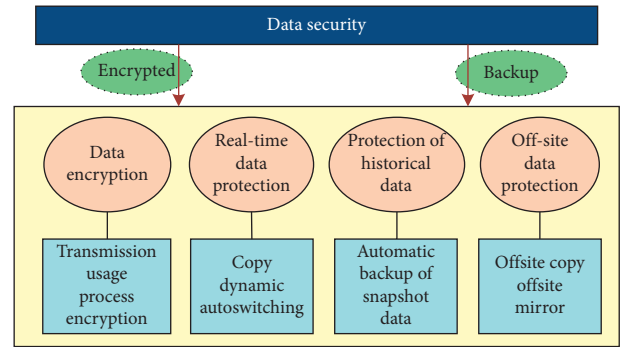 Data security
Encrypted
Backup
Data
encryption
Real-time
data
protection
Protection of
historical
data
Off-site
data
protection
Transmission
usage
process
encryption
Copy
dynamic
autoswitching
Automatic
backup of
snapshot
data
Offsite copy
offsite
mirror